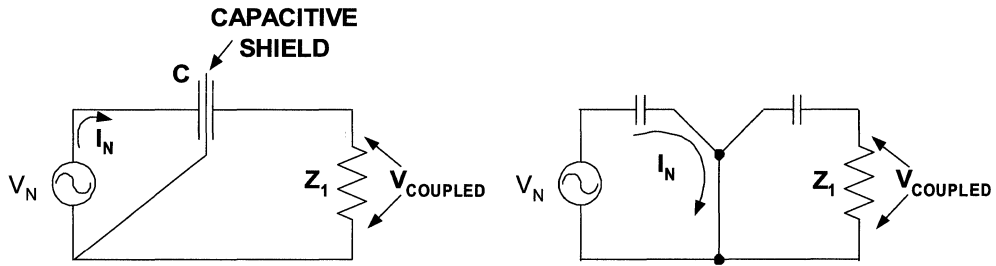 CAPACITIVE
SHIELD
C
I_N
V_N
Z_1
V_COUPLED
I_N
V_N
Z_1
V_COUPLED